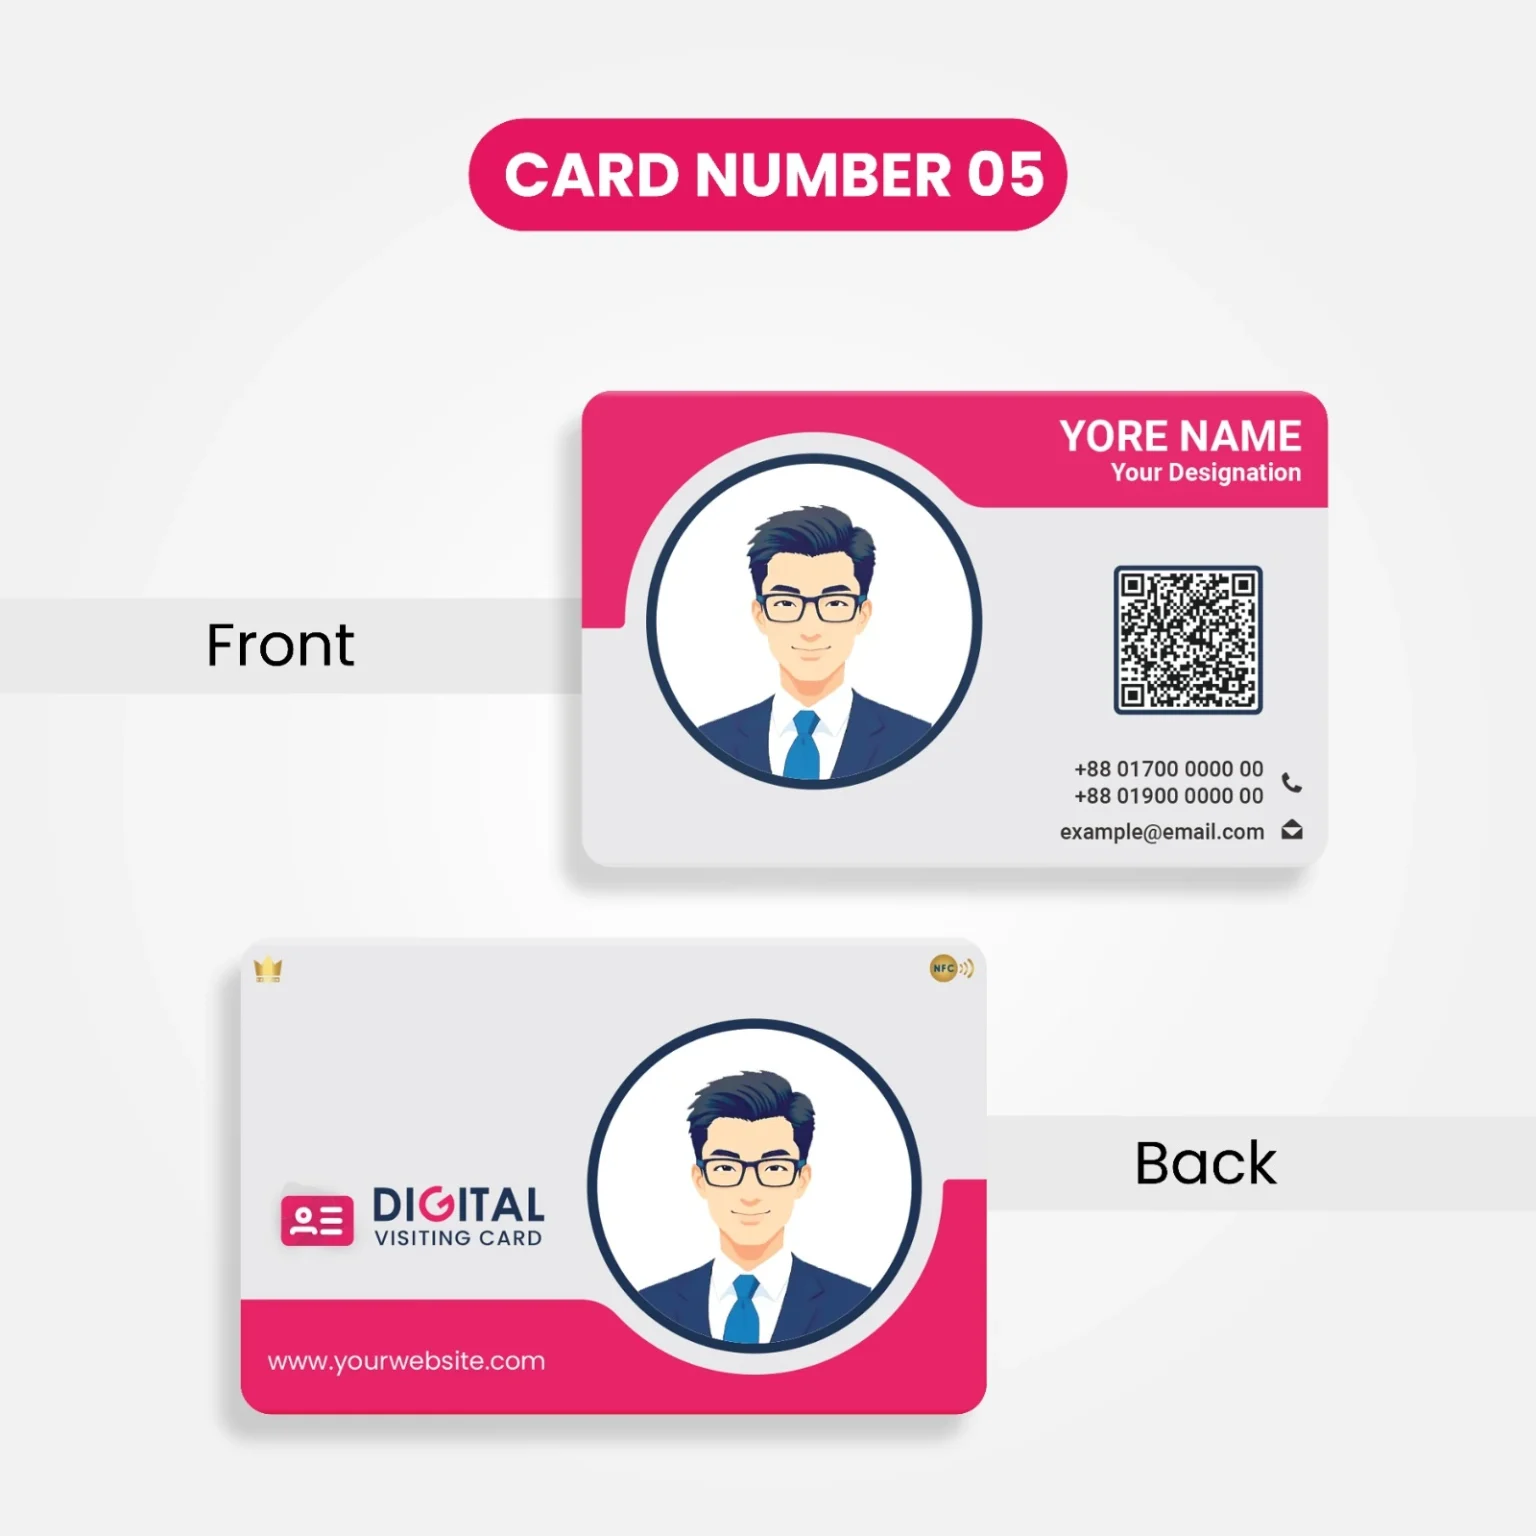 CARD NUMBER 05
YORE NAME
Your Designation
Front
+88 01700 0000 00
+88 01900 0000 00
example@email.com
NFC
DIGITAL
VISITING CARD
Back
www.yourwebsite.com